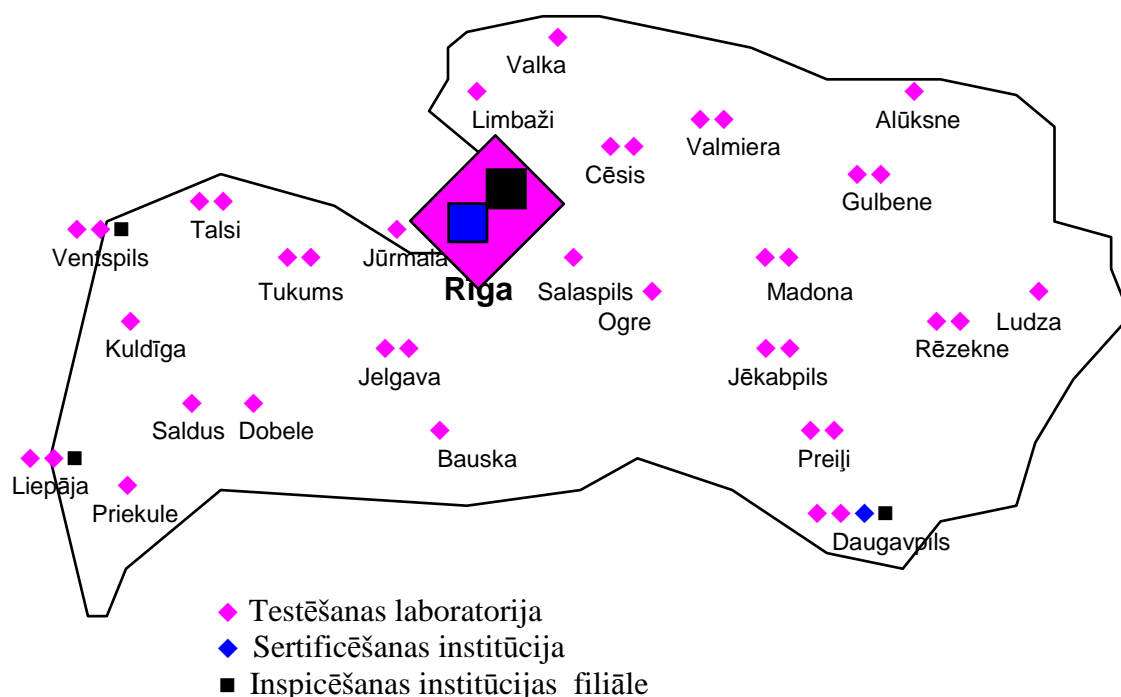 Valka
Limbaži
Alūksne
Valmiera
Cēsis
Gulbene
Talsi
Ventspils
Jūrmala
Tukums
Rīga
Salaspils
Madona
Ogre
Ludza
Kuldīga
Rēzekne
Jelgava
Jēkabpils
Saldus
Dobele
Bauska
Preiļi
Liepāja
Priekule
Daugavpils
Testēšanas laboratorija
Sertificēšanas institūcija
Inspicēšanas institūcijas filiāle